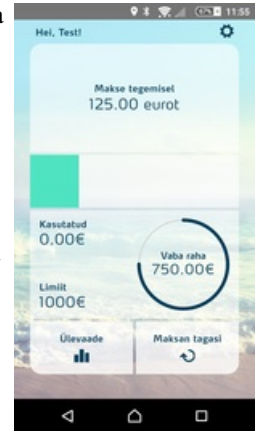 a
11:55
Hei, Test!
Makse tegemisel
125.00 eurot
Kasutatud
0.00€
Vaba raha
750.00€
Limiit
1000€
Ülevaade
Maksan tagasi